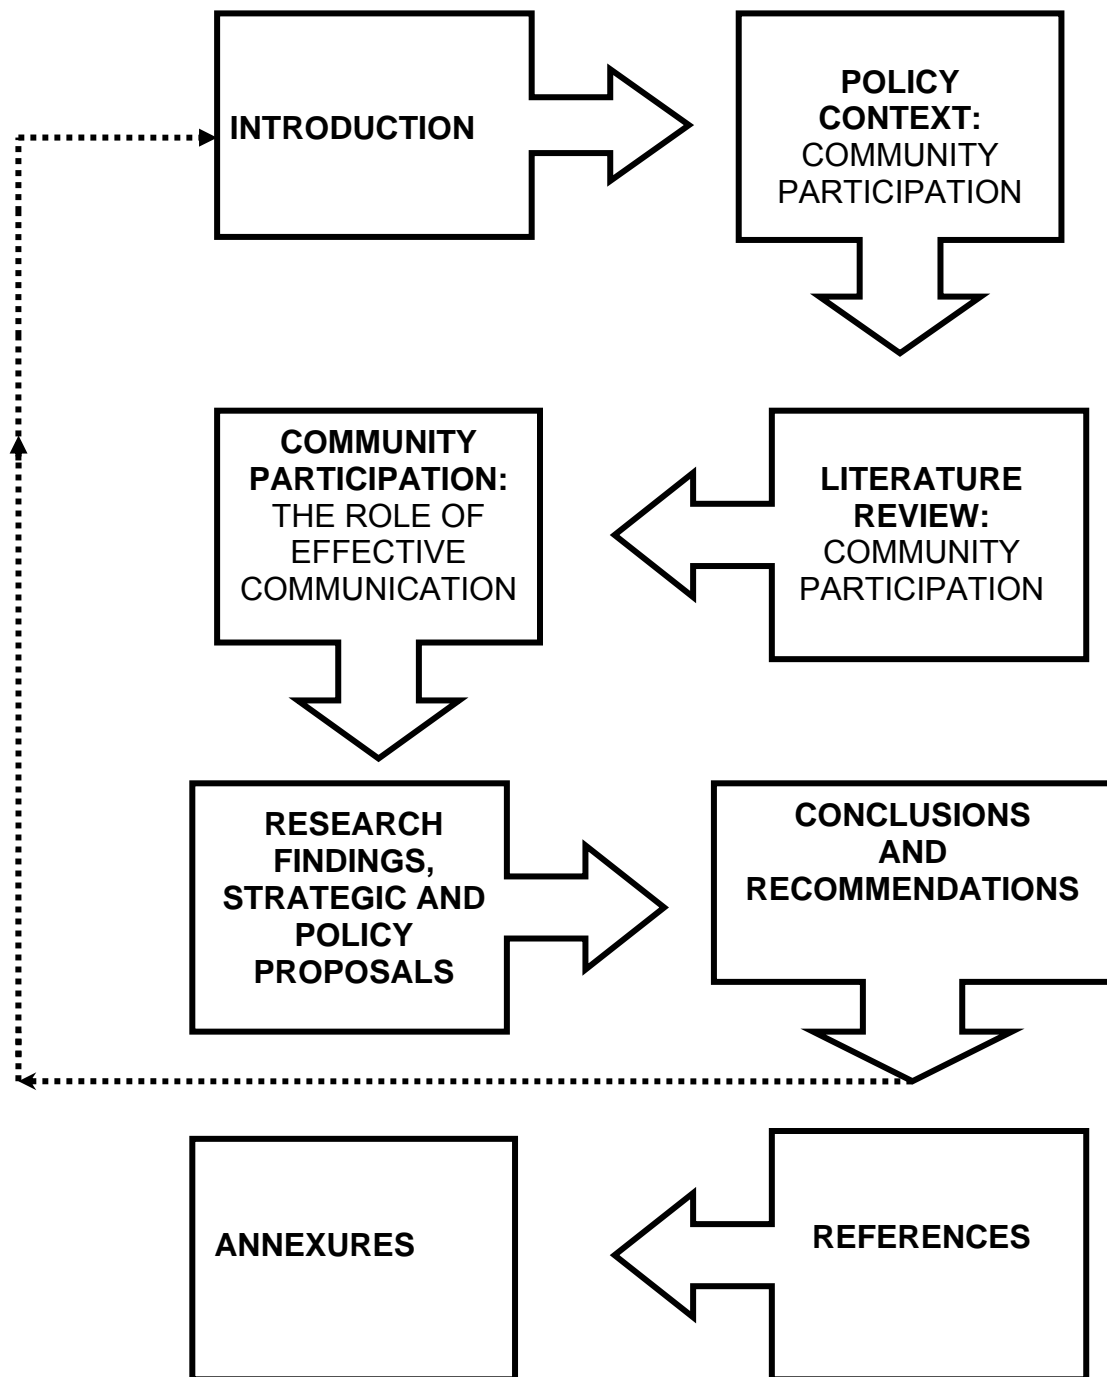 INTRODUCTION
POLICY
CONTEXT:
COMMUNITY
PARTICIPATION
LITERATURE
REVIEW:
COMMUNITY
PARTICIPATION
COMMUNITY
PARTICIPATION:
THE ROLE OF
EFFECTIVE
COMMUNICATION
RESEARCH
FINDINGS,
STRATEGIC AND
POLICY
PROPOSALS
CONCLUSIONS
AND
RECOMMENDATIONS
REFERENCES
ANNEXURES